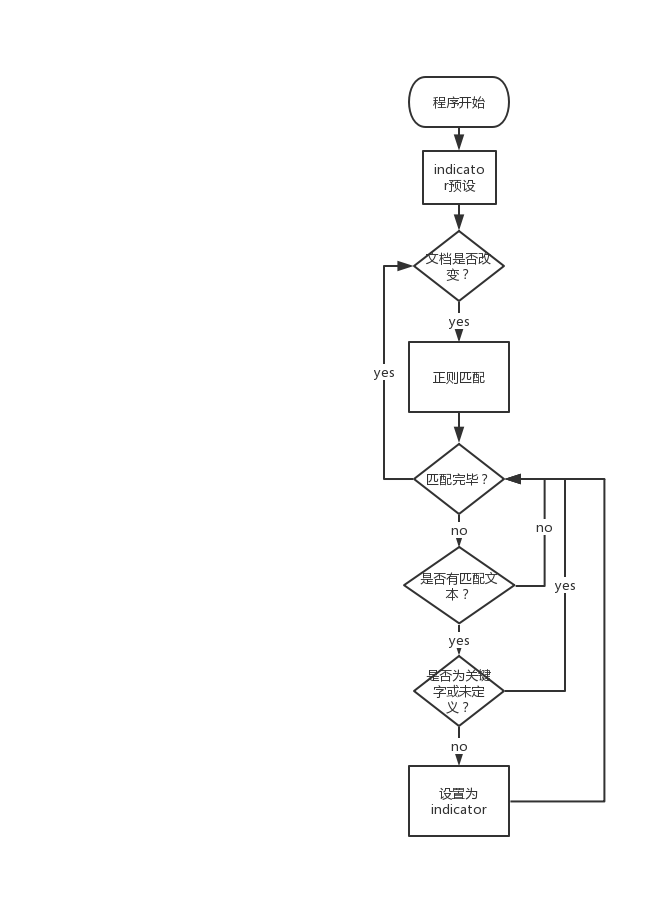 程序开始
indicato
r预设
文档是否改
变？
yes
正则匹配
yes
匹配完毕？
no
no
是否有匹配文
本？
yes
yes
是否为关键
字或未定
义？
no
设置为
indicator